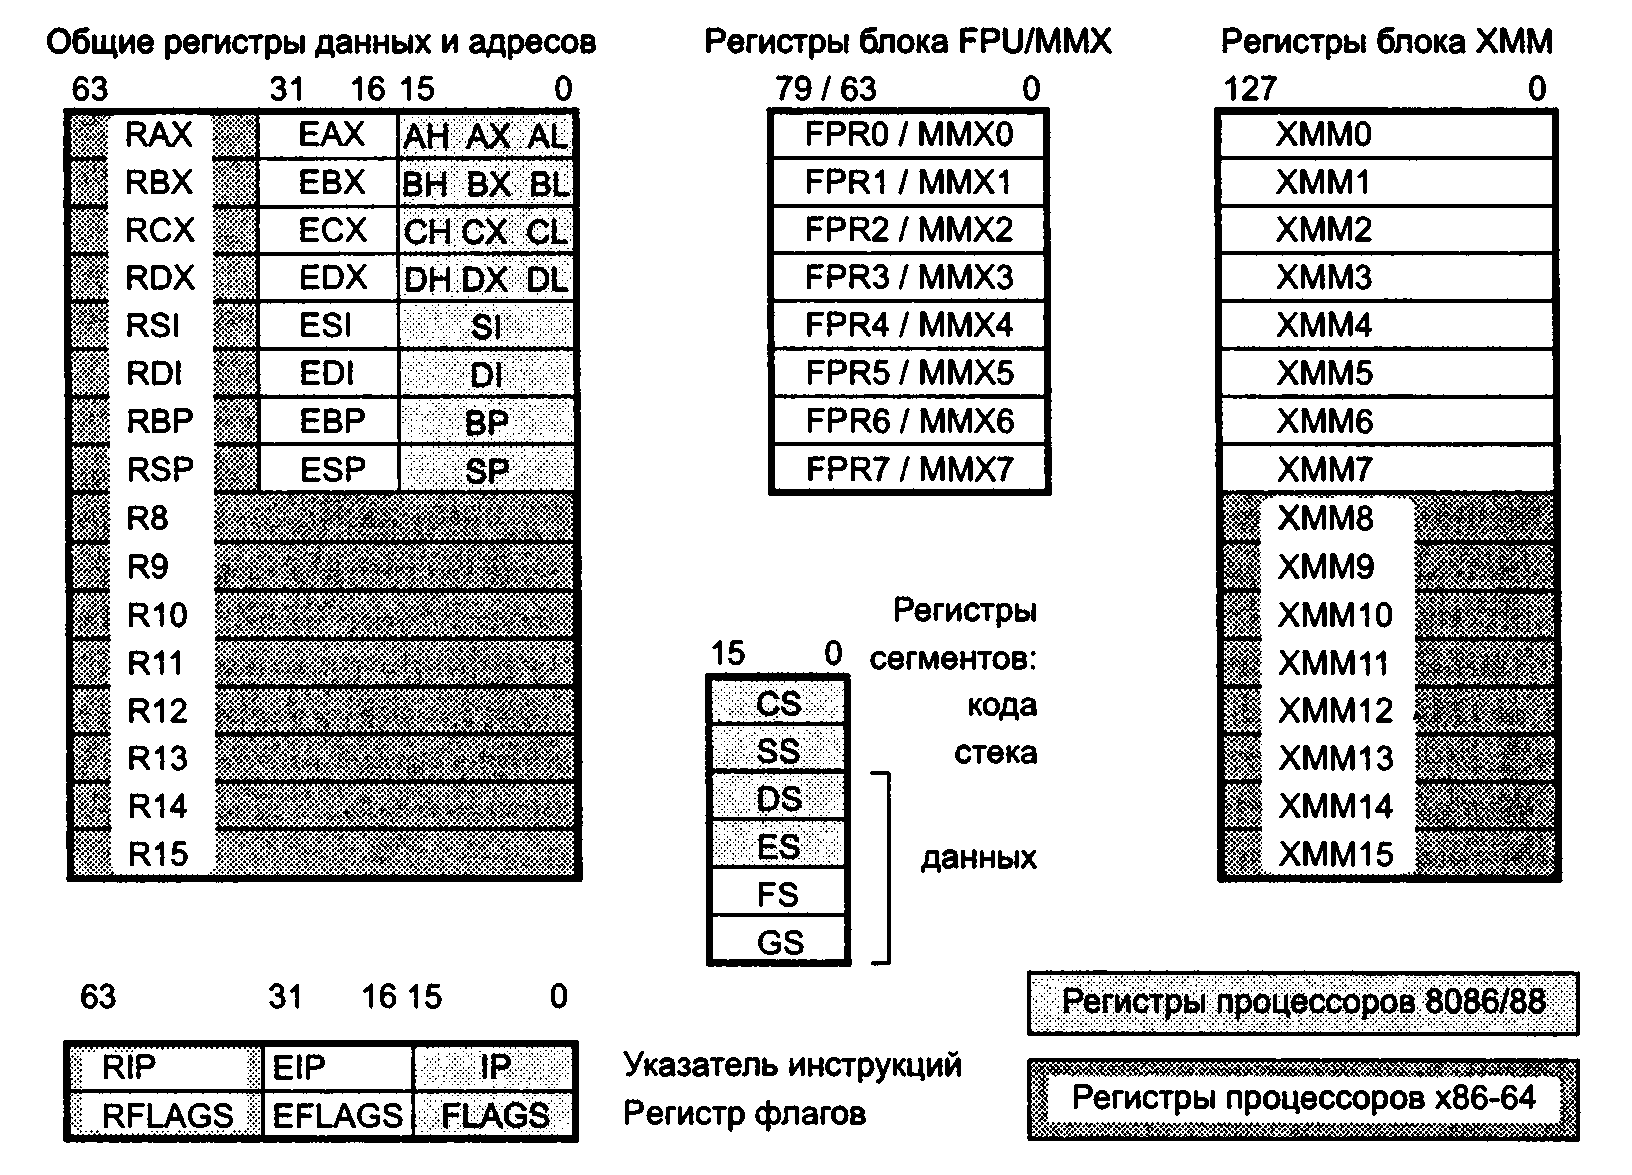 Общие регистры данных и адресов
63 31 16 15 0
RAX EAX AH AX AL
RBX EBX BH BX BL
RCX ECX CH CX CL
RDX EDX DH DX DL
RSI ESI SI
RDI EDI DI
RBP EBP BP
RSP ESP SP
R8
R9
R10
R11
R12
R13
R14
R15
Регистры блока FPU/MMX
79 / 63 0
FPR0 / MMX0
FPR1 / MMX1
FPR2 / MMX2
FPR3 / MMX3
FPR4 / MMX4
FPR5 / MMX5
FPR6 / MMX6
FPR7 / MMX7
Регистры блока XMM
127 0
XMM0
XMM1
XMM2
XMM3
XMM4
XMM5
XMM6
XMM7
XMM8
XMM9
XMM10
XMM11
XMM12
XMM13
XMM14
XMM15
Регистры
15 0 сегментов:
CS кода
SS стека
DS
ES данных
FS
GS
63 31 16 15 0
RIP EIP IP Указатель инструкций
RFLAGS EFLAGS FLAGS Регистр флагов
Регистры процессоров 8086/88
Регистры процессоров x86-64